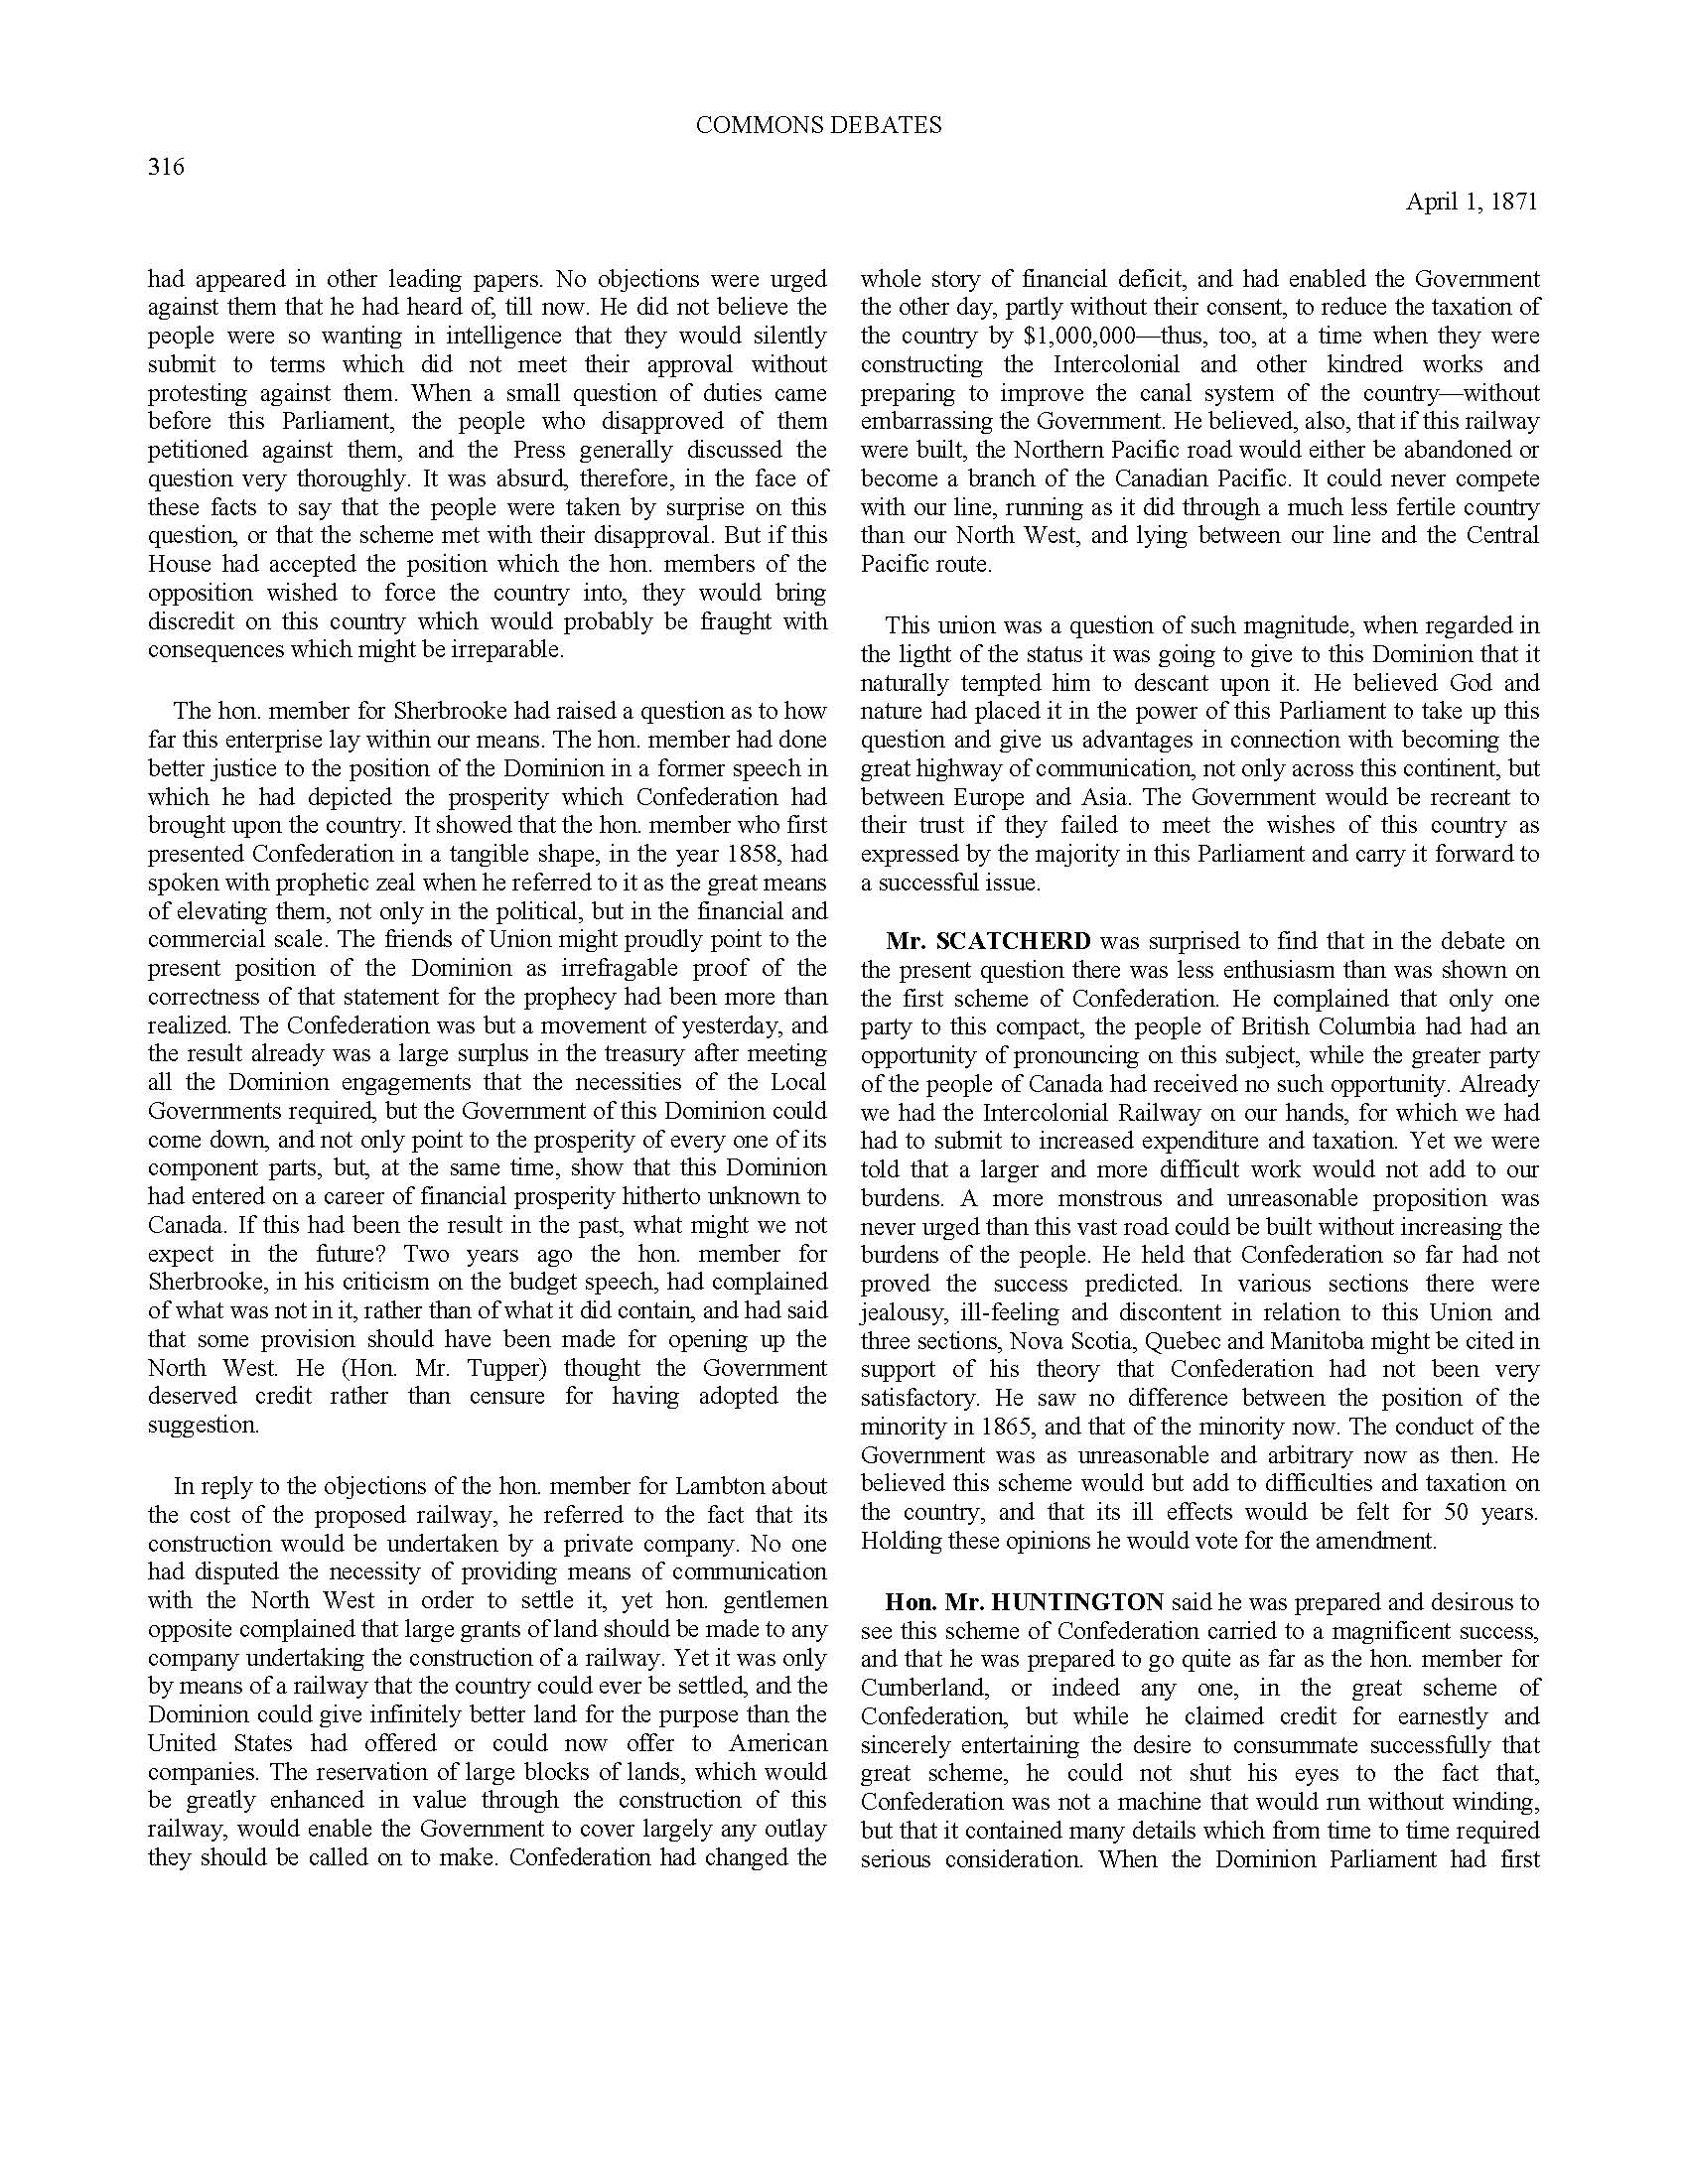 COMMONS DEBATES
316
April 1, 1871
had appeared in other leading papers. No objections were urged
against them that he had heard of, till now. He did not believe the
people were so wanting in intelligence that they would silently
submit to terms which did not meet their approval without
protesting against them. When a small question of duties came
before this Parliament, the people who disapproved of them
petitioned against them, and the Press generally discussed the
question very thoroughly. It was absurd, therefore, in the face of
these facts to say that the people were taken by surprise on this
question, or that the scheme met with their disapproval. But if this
House had accepted the position which the hon. members of the
opposition wished to force the country into, they would bring
discredit on this country which would probably be fraught with
consequences which might be irreparable.
The hon. member for Sherbrooke had raised a question as to how
far this enterprise lay within our means. The hon. member had done
better justice to the position of the Dominion in a former speech in
which he had depicted the prosperity which Confederation had
brought upon the country. It showed that the hon. member who first
presented Confederation in a tangible shape, in the year 1858, had
spoken with prophetic zeal when he referred to it as the great means
of elevating them, not only in the political, but in the financial and
commercial scale. The friends of Union might proudly point to the
present position of the Dominion as irrefragable proof of the
correctness of that statement for the prophecy had been more than
realized. The Confederation was but a movement of yesterday, and
the result already was a large surplus in the treasury after meeting
all the Dominion engagements that the necessities of the Local
Governments required, but the Government of this Dominion could
come down, and not only point to the prosperity of every one of its
component parts, but, at the same time, show that this Dominion
had entered on a career of financial prosperity hitherto unknown to
Canada. If this had been the result in the past, what might we not
expect in the future? Two years ago the hon. member for
Sherbrooke, in his criticism on the budget speech, had complained
of what was not in it, rather than of what it did contain, and had said
that some provision should have been made for opening up the
North West. He (Hon. Mr. Tupper) thought the Government
deserved credit rather than censure for having adopted the
suggestion.
In reply to the objections of the hon. member for Lambton about
the cost of the proposed railway, he referred to the fact that its
construction would be undertaken by a private company. No one
had disputed the necessity of providing means of communication
with the North West in order to settle it, yet hon. gentlemen
opposite complained that large grants of land should be made to any
company undertaking the construction of a railway. Yet it was only
by means of a railway that the country could ever be settled, and the
Dominion could give infinitely better land for the purpose than the
United States had offered or could now offer to American
companies. The reservation of large blocks of lands, which would
be greatly enhanced in value through the construction of this
railway, would enable the Government to cover largely any outlay
they should be called on to make. Confederation had changed the
whole story of financial deficit, and had enabled the Government
the other day, partly without their consent, to reduce the taxation of
the country by $1,000,000—thus, too, at a time when they were
constructing the Intercolonial and other kindred works and
preparing to improve the canal system of the country—without
embarrassing the Government. He believed, also, that if this railway
were built, the Northern Pacific road would either be abandoned or
become a branch of the Canadian Pacific. It could never compete
with our line, running as it did through a much less fertile country
than our North West, and lying between our line and the Central
Pacific route.
This union was a question of such magnitude, when regarded in
the ligtht of the status it was going to give to this Dominion that it
naturally tempted him to descant upon it. He believed God and
nature had placed it in the power of this Parliament to take up this
question and give us advantages in connection with becoming the
great highway of communication, not only across this continent, but
between Europe and Asia. The Government would be recreant to
their trust if they failed to meet the wishes of this country as
expressed by the majority in this Parliament and carry it forward to
a successful issue.
Mr. SCATCHERD was surprised to find that in the debate on
the present question there was less enthusiasm than was shown on
the first scheme of Confederation. He complained that only one
party to this compact, the people of British Columbia had had an
opportunity of pronouncing on this subject, while the greater party
of the people of Canada had received no such opportunity. Already
we had the Intercolonial Railway on our hands, for which we had
had to submit to increased expenditure and taxation. Yet we were
told that a larger and more difficult work would not add to our
burdens. A more monstrous and unreasonable proposition was
never urged than this vast road could be built without increasing the
burdens of the people. He held that Confederation so far had not
proved the success predicted. In various sections there were
jealousy, ill-feeling and discontent in relation to this Union and
three sections, Nova Scotia, Quebec and Manitoba might be cited in
support of his theory that Confederation had not been very
satisfactory. He saw no difference between the position of the
minority in 1865, and that of the minority now. The conduct of the
Government was as unreasonable and arbitrary now as then. He
believed this scheme would but add to difficulties and taxation on
the country, and that its ill effects would be felt for 50 years.
Holding these opinions he would vote for the amendment.
Hon. Mr. HUNTINGTON said he was prepared and desirous to
see this scheme of Confederation carried to a magnificent success,
and that he was prepared to go quite as far as the hon. member for
Cumberland, or indeed any one, in the great scheme of
Confederation, but while he claimed credit for earnestly and
sincerely entertaining the desire to consummate successfully that
great scheme, he could not shut his eyes to the fact that,
Confederation was not a machine that would run without winding,
but that it contained many details which from time to time required
serious consideration. When the Dominion Parliament had first